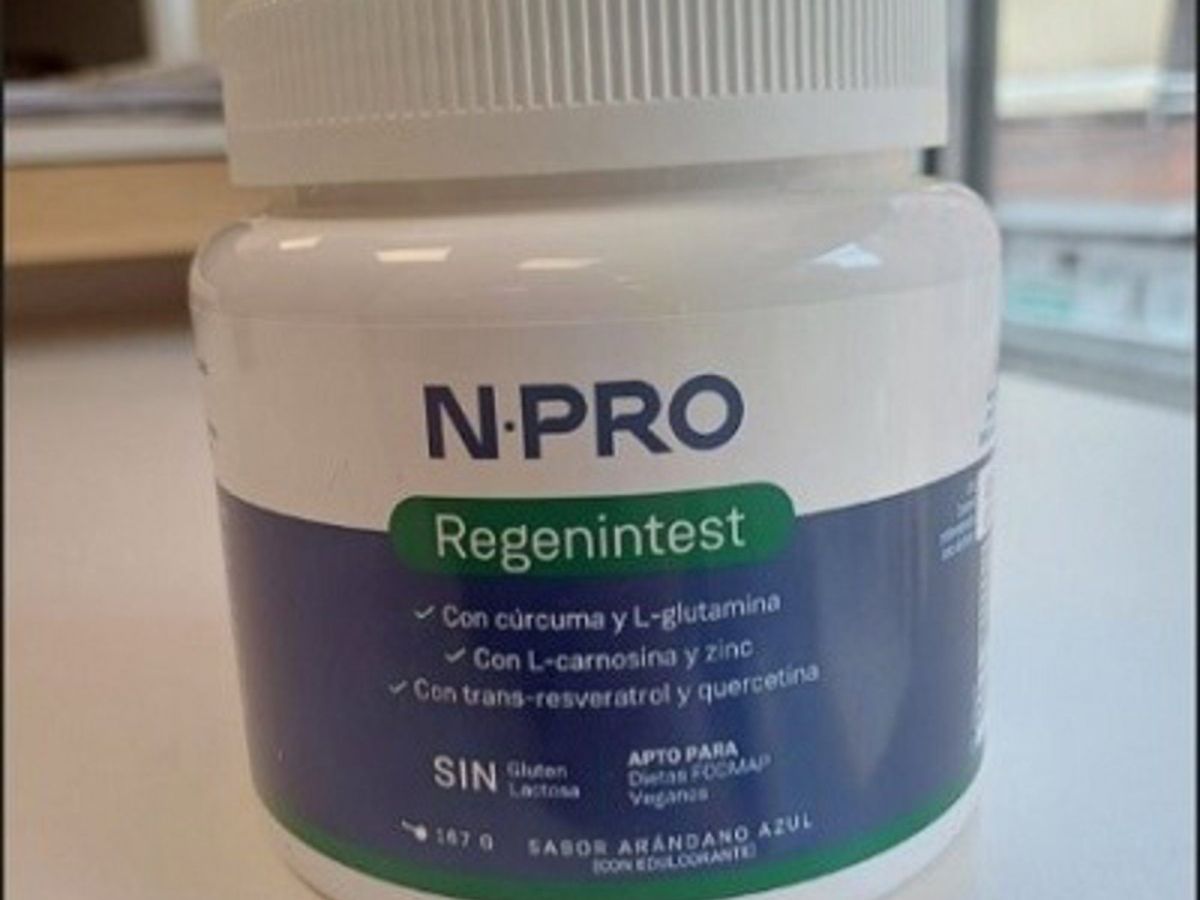 N·PRO
Regenintest
✓ Con cúrcuma y L-glutamina
✓ Con L-carnosina y zinc
✓ Con trans-resveratrol y quercetina
SIN Gluten
Lactosa
APTO PARA
Dietas FODMAP
Veganos
167 G
SABOR ARÁNDANO AZUL
(CON EDULCORANTE)